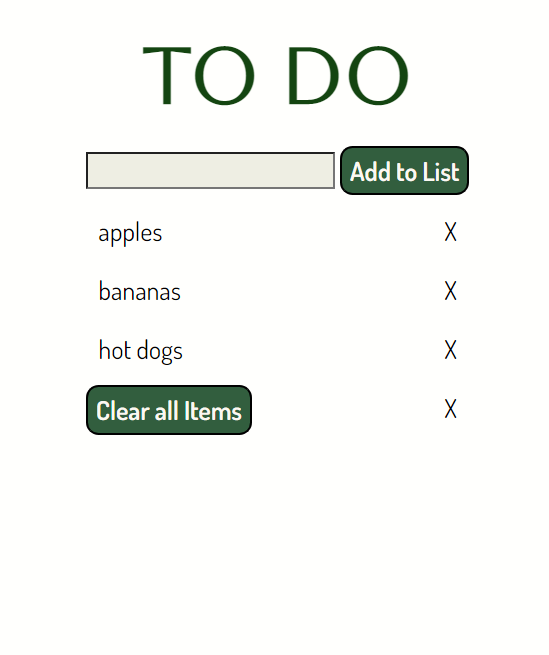 TO DO
Add to List
apples X
bananas X
hot dogs X
Clear all Items X